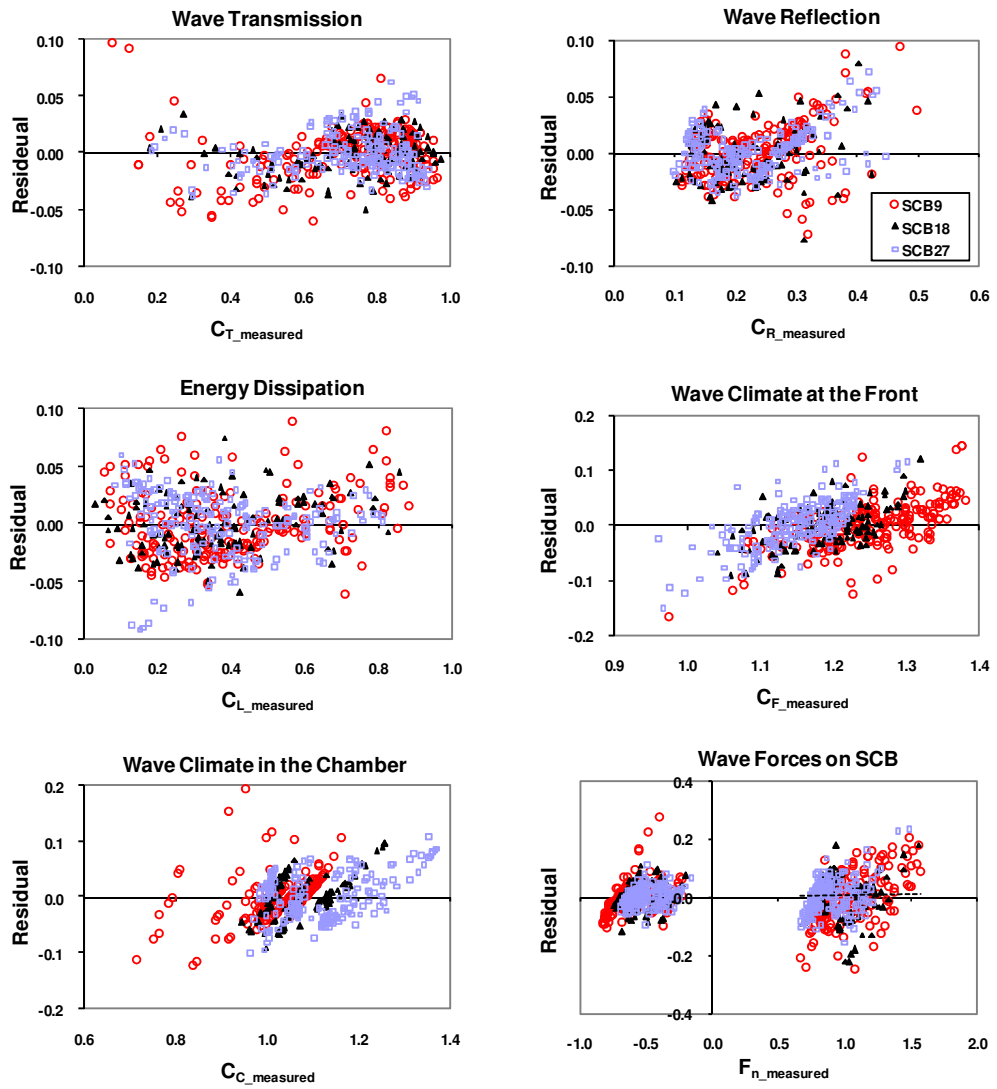 Wave Transmission
0.10
0.05
0.00
-0.05
-0.10
Resideual
0.0 0.2 0.4 0.6 0.8 1.0
CT_measured
Wave Reflection
0.10
0.05
0.00
-0.05
-0.10
Residual
SCB9
SCB18
SCB27
0.0 0.1 0.2 0.3 0.4 0.5 0.6
CR_measured
Energy Dissipation
0.10
0.05
0.00
-0.05
-0.10
Residual
0.0 0.2 0.4 0.6 0.8 1.0
CL_measured
Wave Climate at the Front
0.2
0.1
0.0
-0.1
-0.2
Residual
0.9 1.0 1.1 1.2 1.3 1.4
CF_measured
Wave Climate in the Chamber
0.2
0.1
0.0
-0.1
-0.2
Residual
0.6 0.8 1.0 1.2 1.4
CC_measured
Wave Forces on SCB
0.4
0.2
0.0
-0.2
-0.4
Residual
-1.0 -0.5 0.0 0.5 1.0 1.5 2.0
Fn_measured